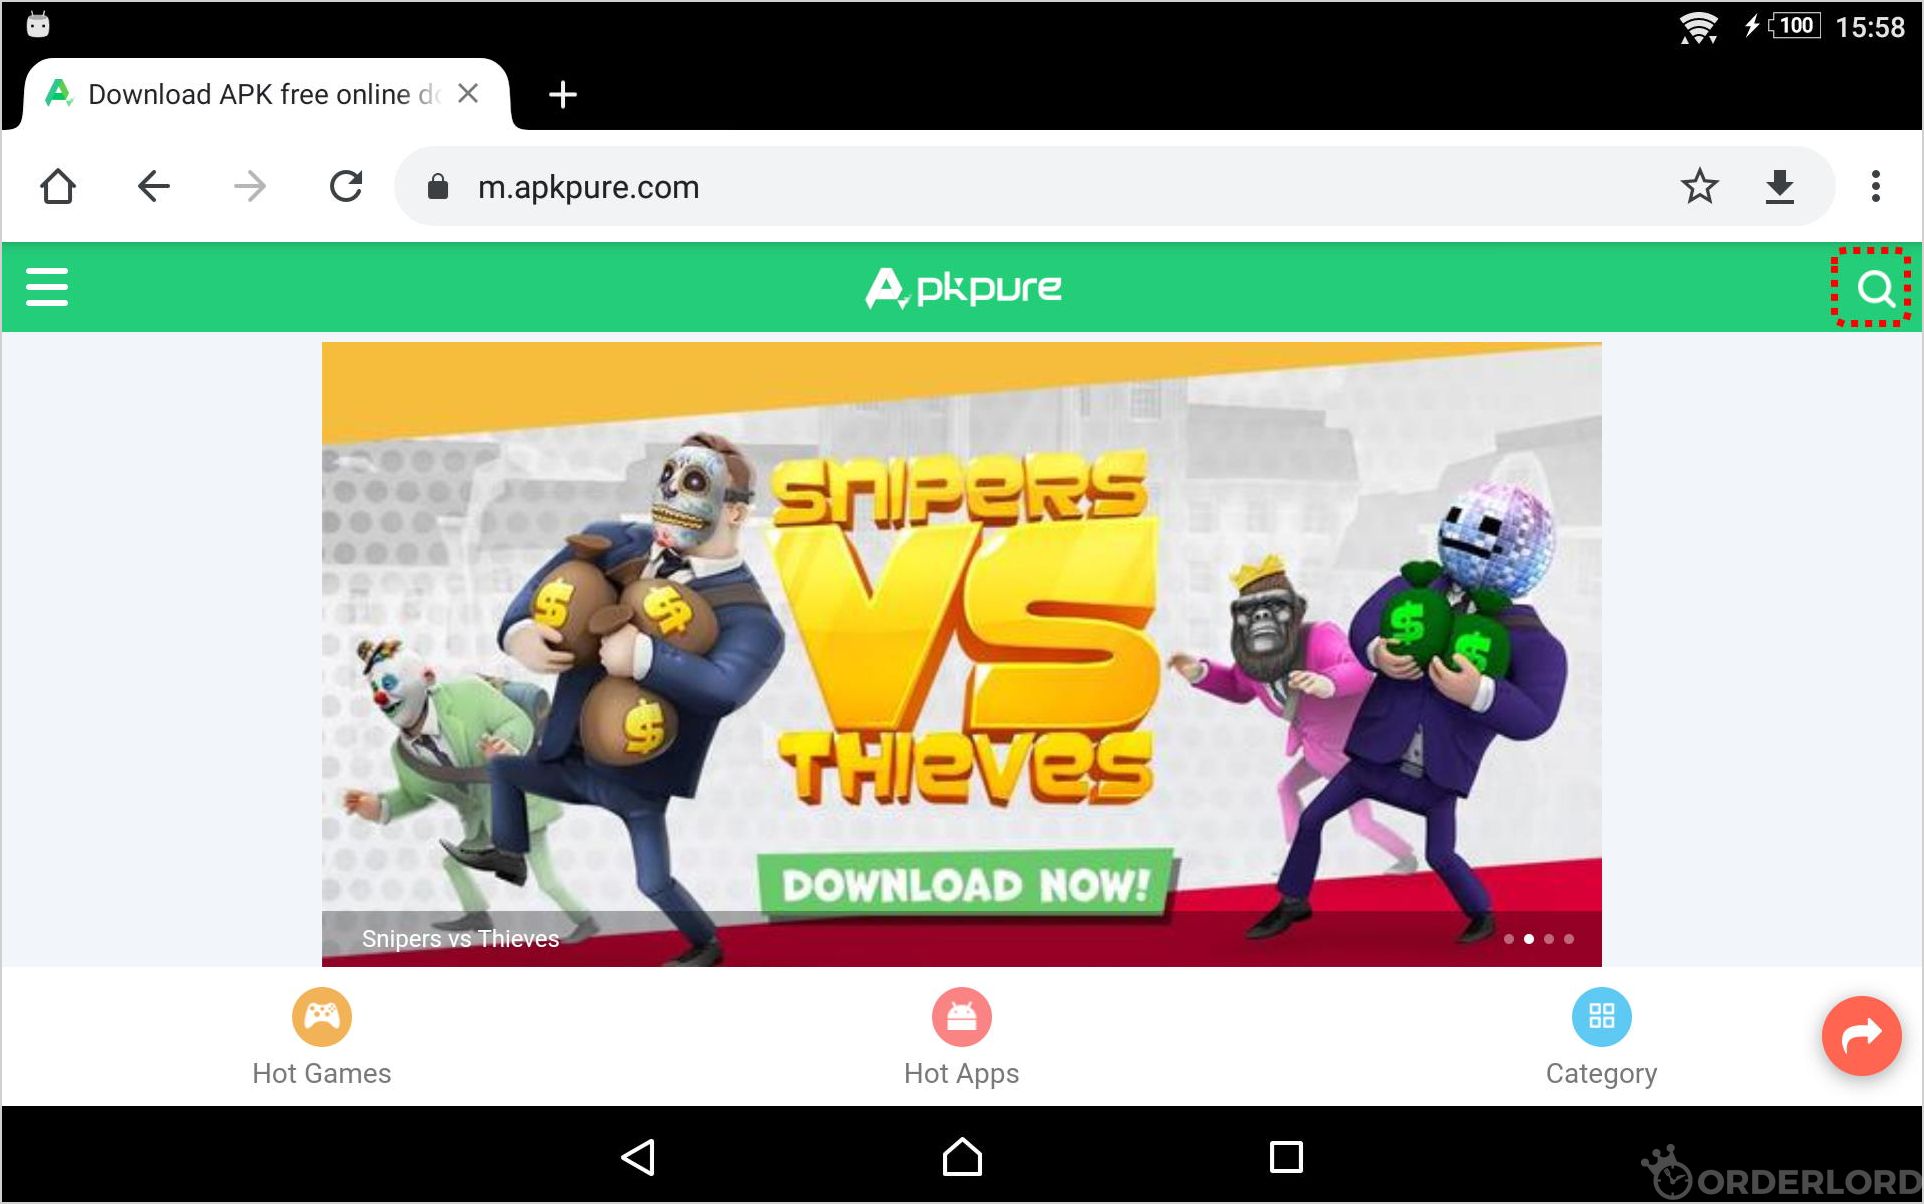 100 15:58
Download APK free online do
m.apkpure.com
Apkpure
SNIPERS
VS
THIEVES
DOWNLOAD NOW!
Snipers vs Thieves
Hot Games
Hot Apps
Category
ORDERLORD